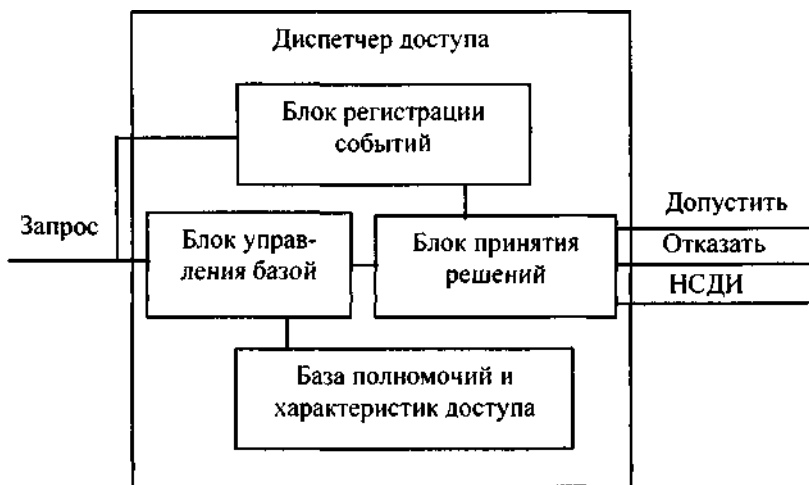 Диспетчер доступа
Блок регистрации
событий
Запрос
Блок управ-
ления базой
Блок принятия
решений
Допустить
Отказать
НСДИ
База полномочий и
характеристик доступа